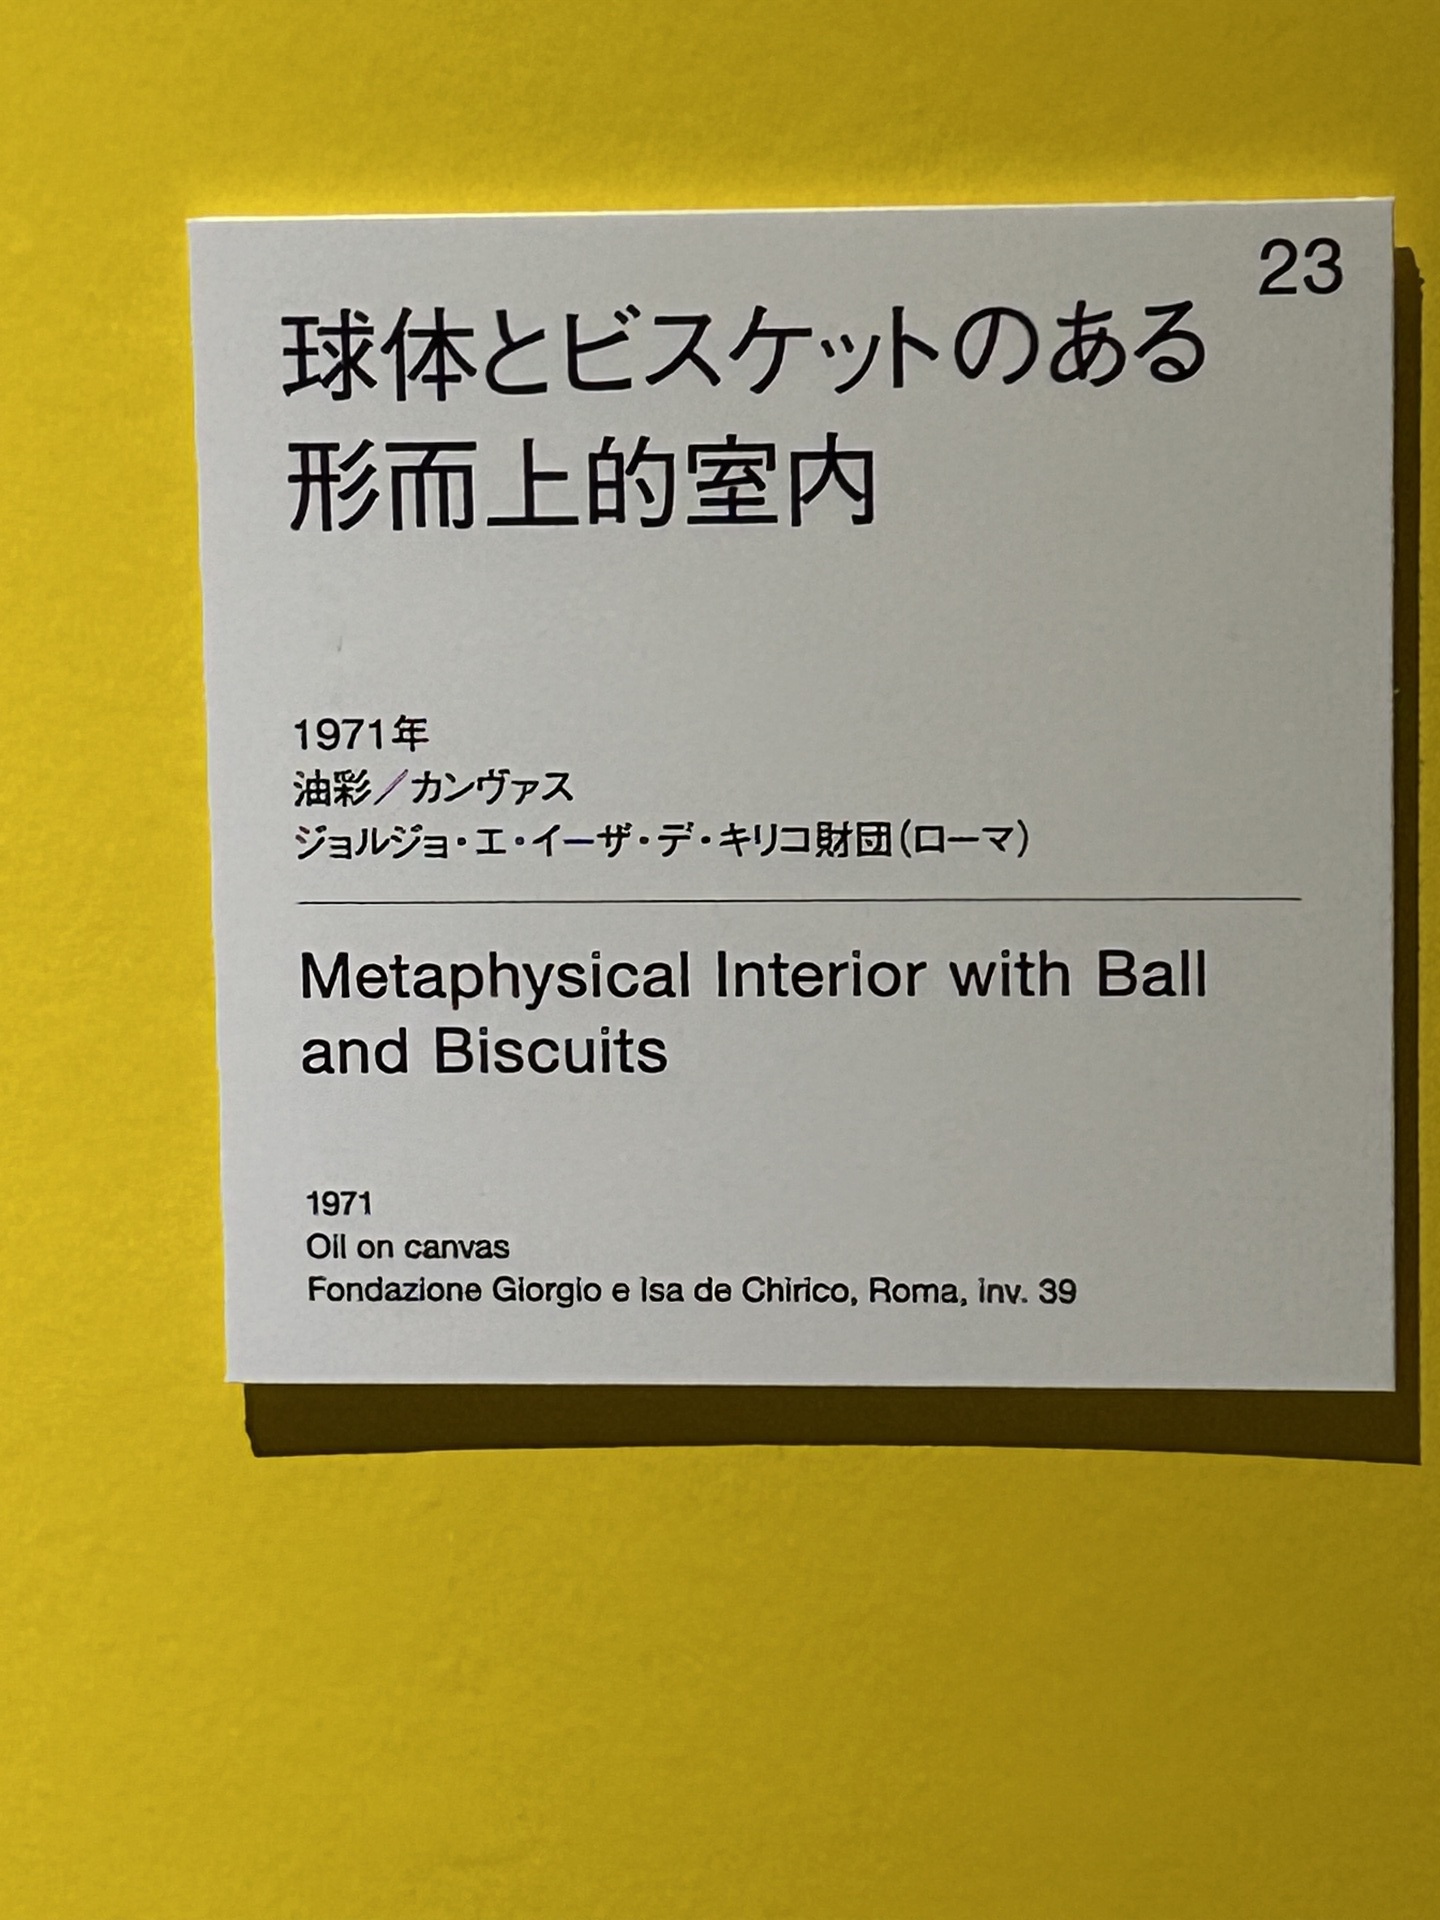 23
球体とビスケットのある
形而上的室内
1971年
油彩／カンヴァス
ジョルジョ・エ・イーザ・デ・キリコ財団（ローマ）
Metaphysical Interior with Ball
and Biscuits
1971
Oil on canvas
Fondazione Giorgio e Isa de Chirico, Roma, inv. 39